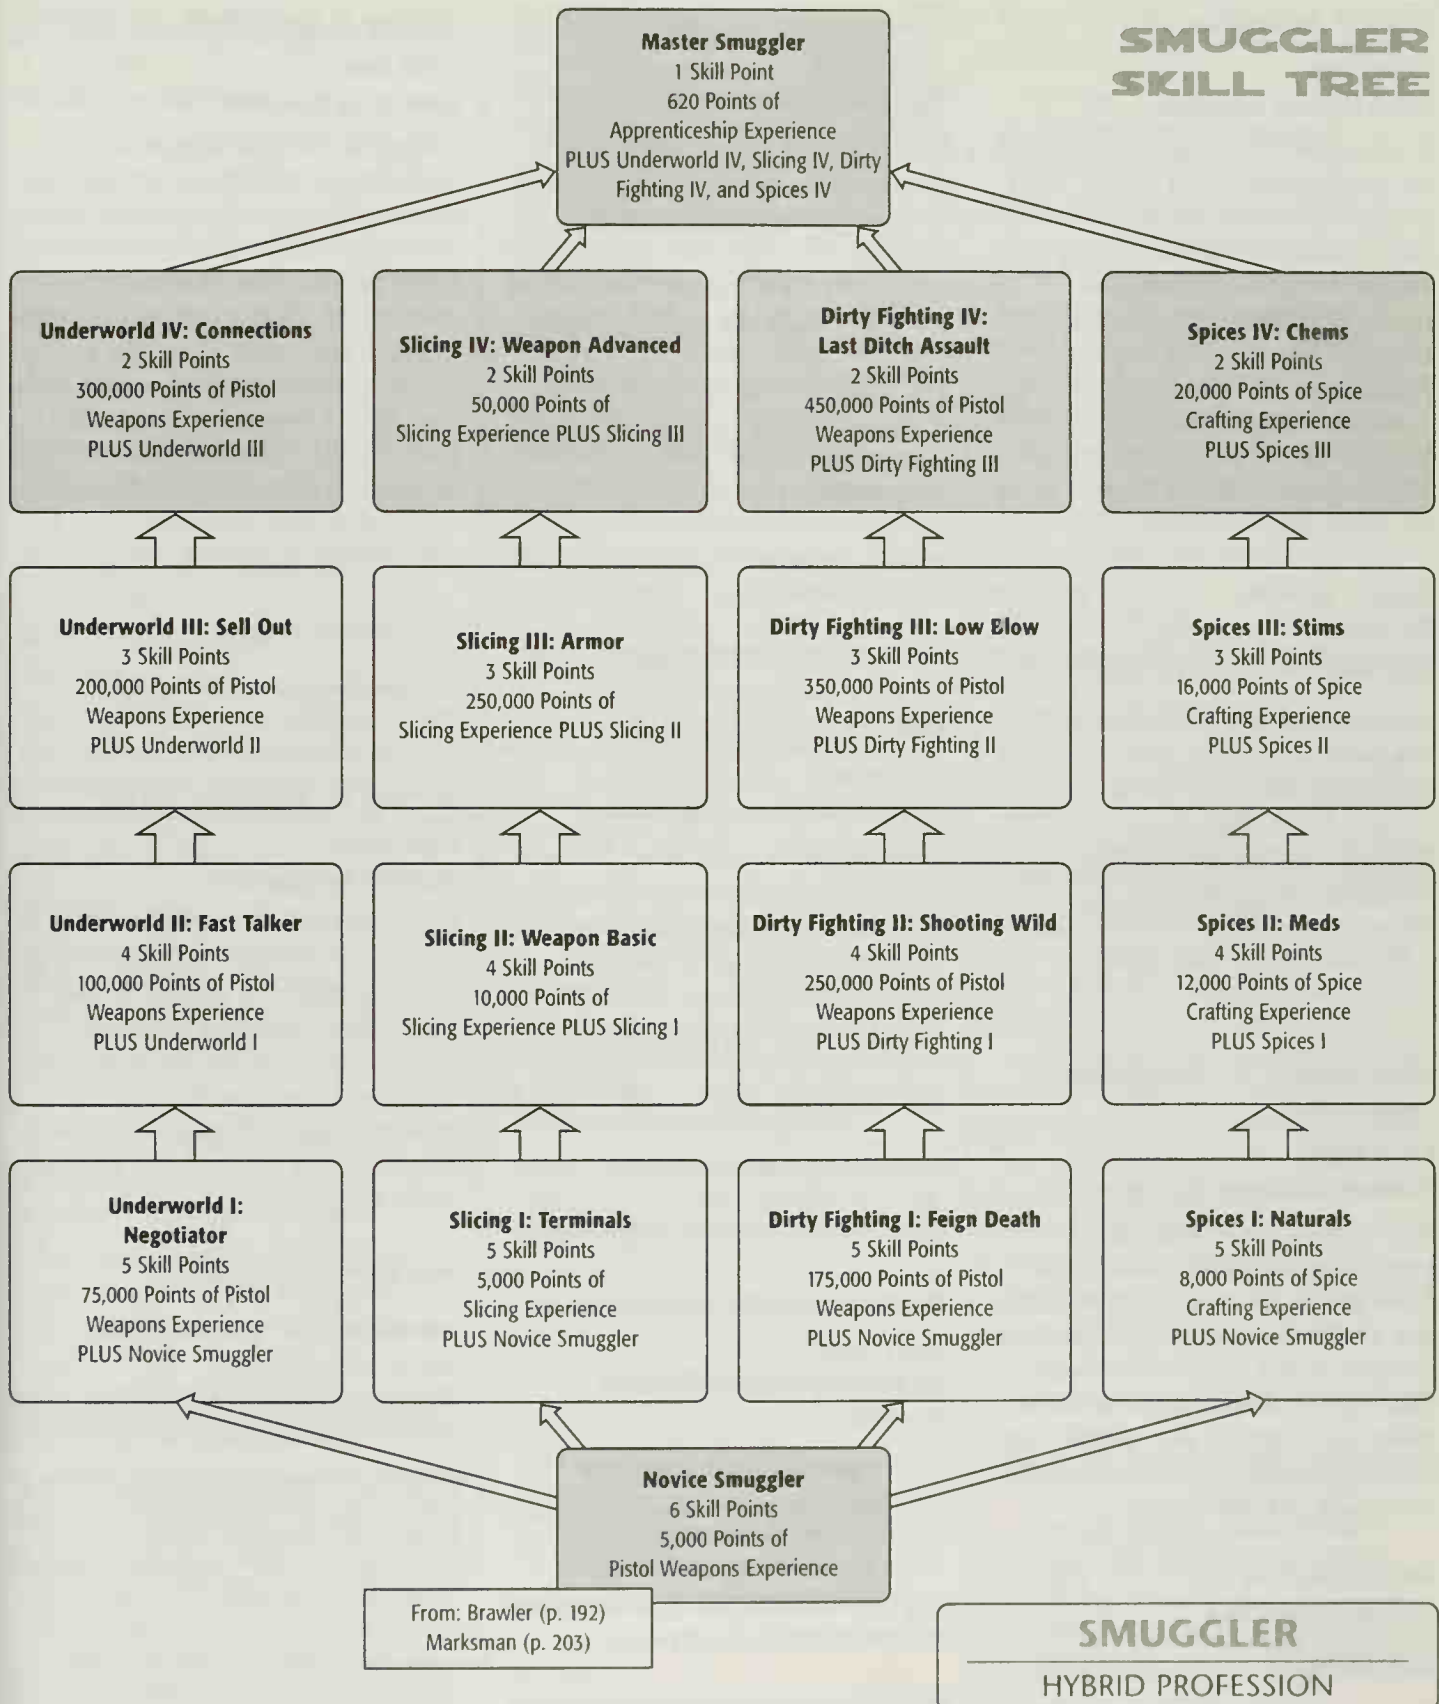 SMUGGLER
SKILL TREE
Master Smuggler
1 Skill Point
620 Points of
Apprenticeship Experience
PLUS Underworld IV, Slicing IV, Dirty
Fighting IV, and Spices IV
Underworld IV: Connections
2 Skill Points
300,000 Points of Pistol
Weapons Experience
PLUS Underworld III
Slicing IV: Weapon Advanced
2 Skill Points
50,000 Points of
Slicing Experience PLUS Slicing III
Dirty Fighting IV:
Last Ditch Assault
2 Skill Points
450,000 Points of Pistol
Weapons Experience
PLUS Dirty Fighting III
Spices IV: Chems
2 Skill Points
20,000 Points of Spice
Crafting Experience
PLUS Spices III
Underworld III: Sell Out
3 Skill Points
200,000 Points of Pistol
Weapons Experience
PLUS Underworld II
Slicing III: Armor
3 Skill Points
250,000 Points of
Slicing Experience PLUS Slicing II
Dirty Fighting III: Low Blow
3 Skill Points
350,000 Points of Pistol
Weapons Experience
PLUS Dirty Fighting II
Spices III: Stims
3 Skill Points
16,000 Points of Spice
Crafting Experience
PLUS Spices II
Underworld II: Fast Talker
4 Skill Points
100,000 Points of Pistol
Weapons Experience
PLUS Underworld I
Slicing II: Weapon Basic
4 Skill Points
10,000 Points of
Slicing Experience PLUS Slicing I
Dirty Fighting II: Shooting Wild
4 Skill Points
250,000 Points of Pistol
Weapons Experience
PLUS Dirty Fighting I
Spices II: Meds
4 Skill Points
12,000 Points of Spice
Crafting Experience
PLUS Spices I
Underworld I:
Negotiator
5 Skill Points
75,000 Points of Pistol
Weapons Experience
PLUS Novice Smuggler
Slicing I: Terminals
5 Skill Points
5,000 Points of
Slicing Experience
PLUS Novice Smuggler
Dirty Fighting I: Feign Death
5 Skill Points
175,000 Points of Pistol
Weapons Experience
PLUS Novice Smuggler
Spices I: Naturals
5 Skill Points
8,000 Points of Spice
Crafting Experience
PLUS Novice Smuggler
Novice Smuggler
6 Skill Points
5,000 Points of
Pistol Weapons Experience
From: Brawler (p. 192)
Marksman (p. 203)
SMUGGLER
HYBRID PROFESSION